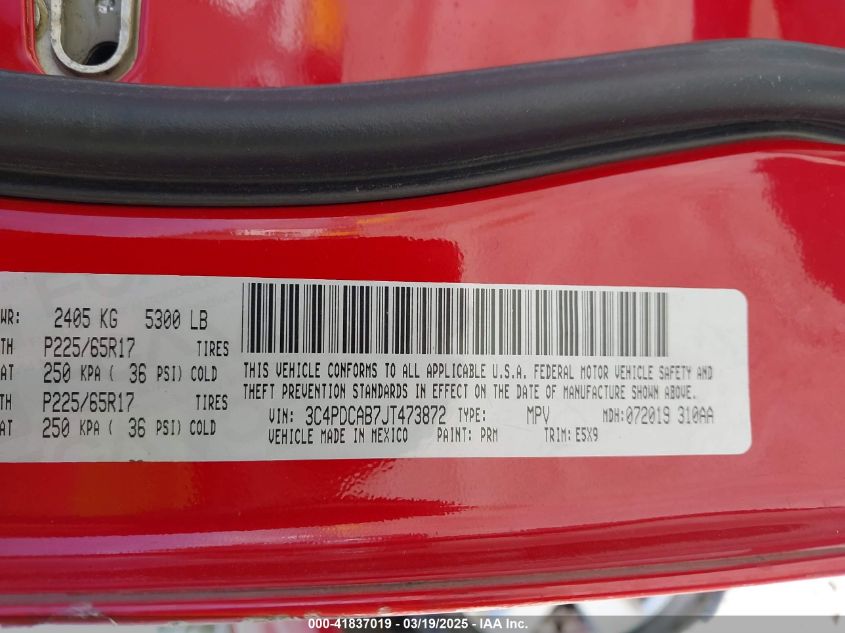 WR: 2405 KG 5300 LB
TH P225/65R17 TIRES
AT 250 KPA ( 36 PSI) COLD
TH P225/65R17 TIRES
AT 250 KPA ( 36 PSI) COLD
THIS VEHICLE CONFORMS TO ALL APPLICABLE U.S.A. FEDERAL MOTOR VEHICLE SAFETY AND
THEFT PREVENTION STANDARDS IN EFFECT ON THE DATE OF MANUFACTURE SHOWN ABOVE.
VIN: 3C4PDCAB7JT473872 TYPE: MPV MDH:072019 310AA
VEHICLE MADE IN MEXICO PAINT: PRM TRIM: E5X9
000-41837019 - 03/19/2025 - IAA Inc.